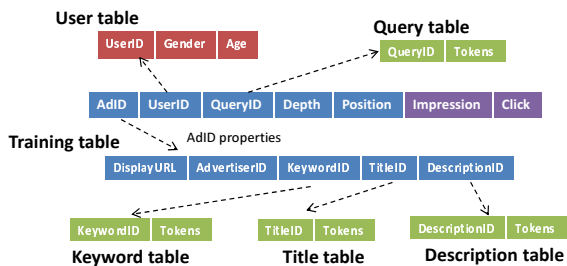 User table
Query table
UserID Gender Age
QueryID Tokens
AdID UserID QueryID Depth Position Impression Click
Training table
AdID properties
DisplayURL AdvertiserID KeywordID TitleID DescriptionID
KeywordID Tokens
TitleID Tokens
DescriptionID Tokens
Keyword table
Title table
Description table